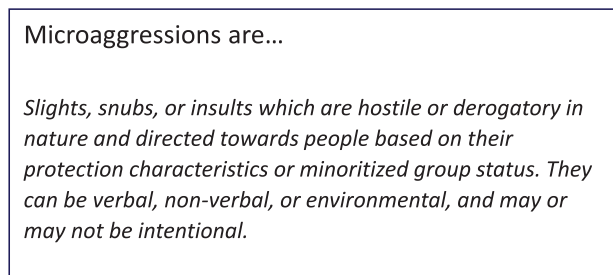 Microaggressions are…
Slights, snubs, or insults which are hostile or derogatory in
nature and directed towards people based on their
protection characteristics or minoritized group status. They
can be verbal, non-verbal, or environmental, and may or
may not be intentional.